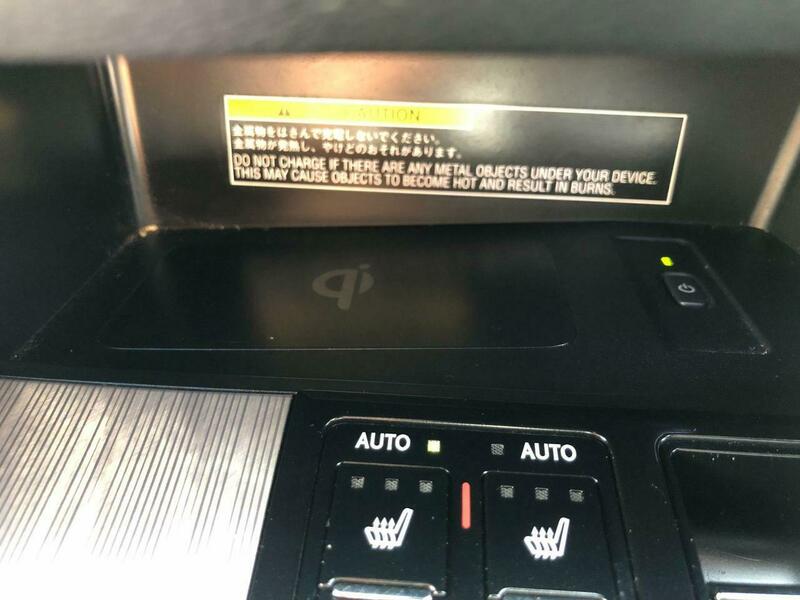 CAUTION
金属物をはさんで充電しないでください。
金属物が発熱し、やけどのおそれがあります。
DO NOT CHARGE IF THERE ARE ANY METAL OBJECTS UNDER YOUR DEVICE.
THIS MAY CAUSE OBJECTS TO BECOME HOT AND RESULT IN BURNS.
qi
AUTO AUTO